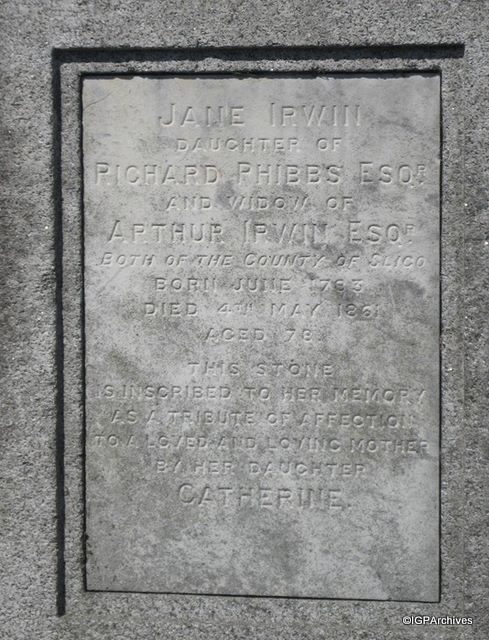 JANE IRWIN
DAUGHTER OF
RICHARD PHIBBS ESQR
AND WIDOW OF
ARTHUR IRWIN ESQR
BOTH OF THE COUNTY OF SLIGO
BORN JUNE 1783
DIED 4TH MAY 1861
AGED 78.
THIS STONE
IS INSCRIBED TO HER MEMORY
AS A TRIBUTE OF AFFECTION
TO A LOVED AND LOVING MOTHER
BY HER DAUGHTER
CATHERINE.
©IGPArchives